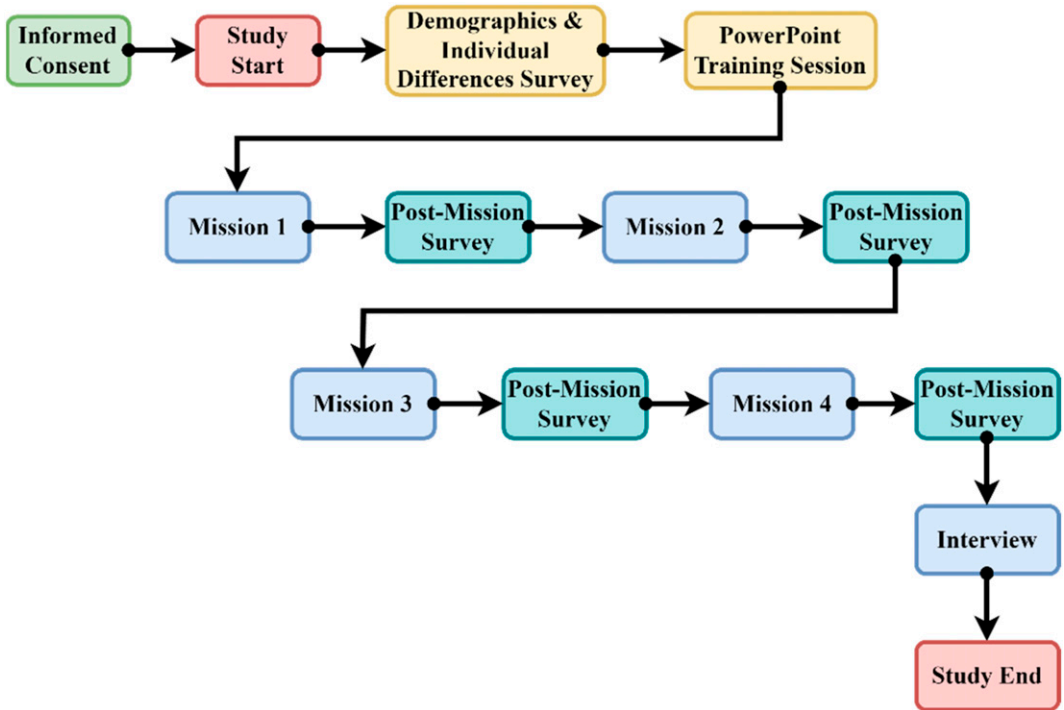 Informed
Consent
Study
Start
Demographics &
Individual
Differences Survey
PowerPoint
Training Session
Mission 1
Post-Mission
Survey
Mission 2
Post-Mission
Survey
Mission 3
Post-Mission
Survey
Mission 4
Post-Mission
Survey
Interview
Study End